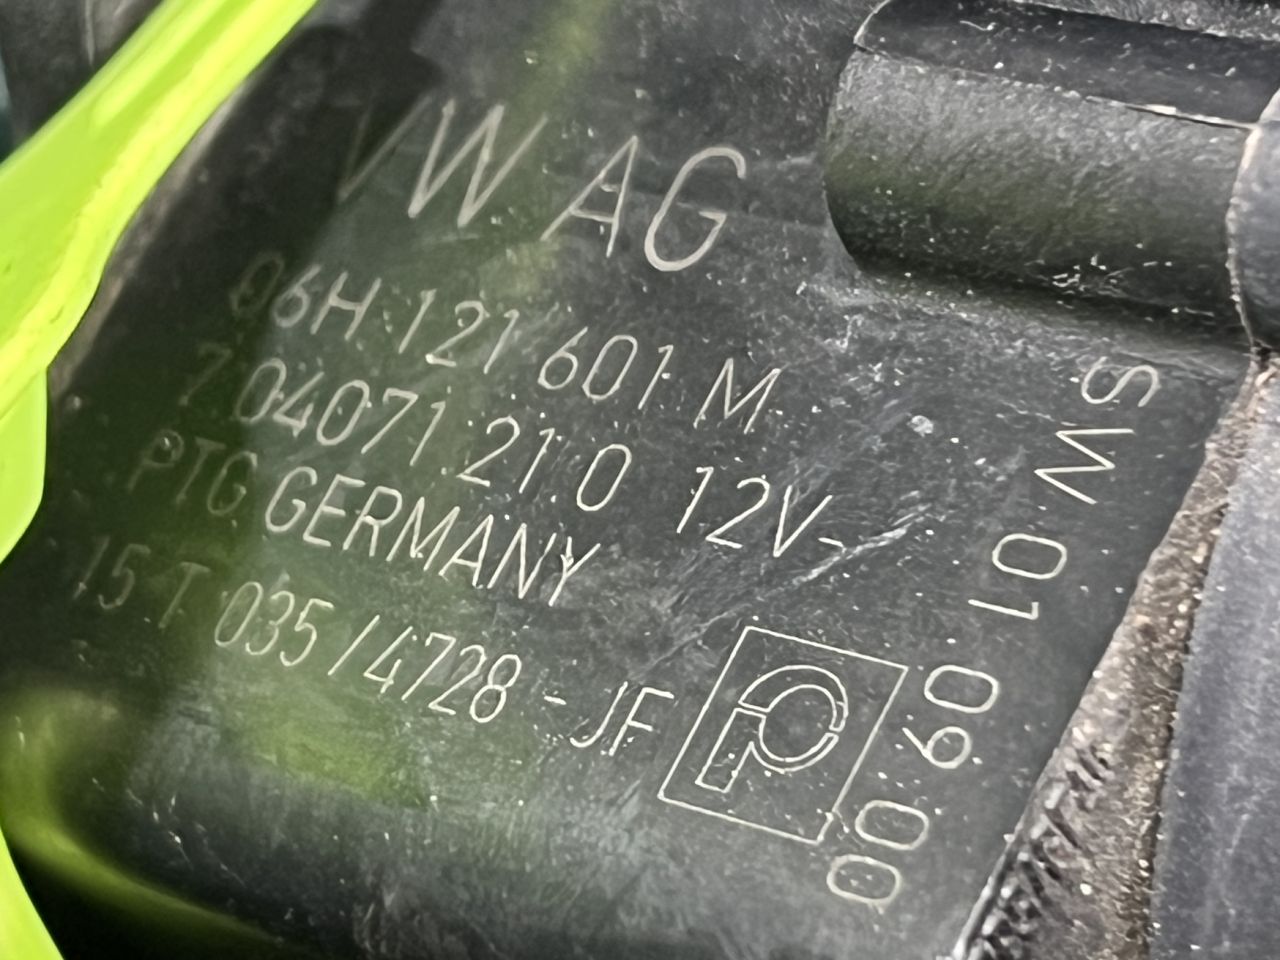 VW AG
06H 121 601 M
7.04071.21.0 12V-
PTG GERMANY
15 T 035 / 4728 - JF
SW 01 09 00